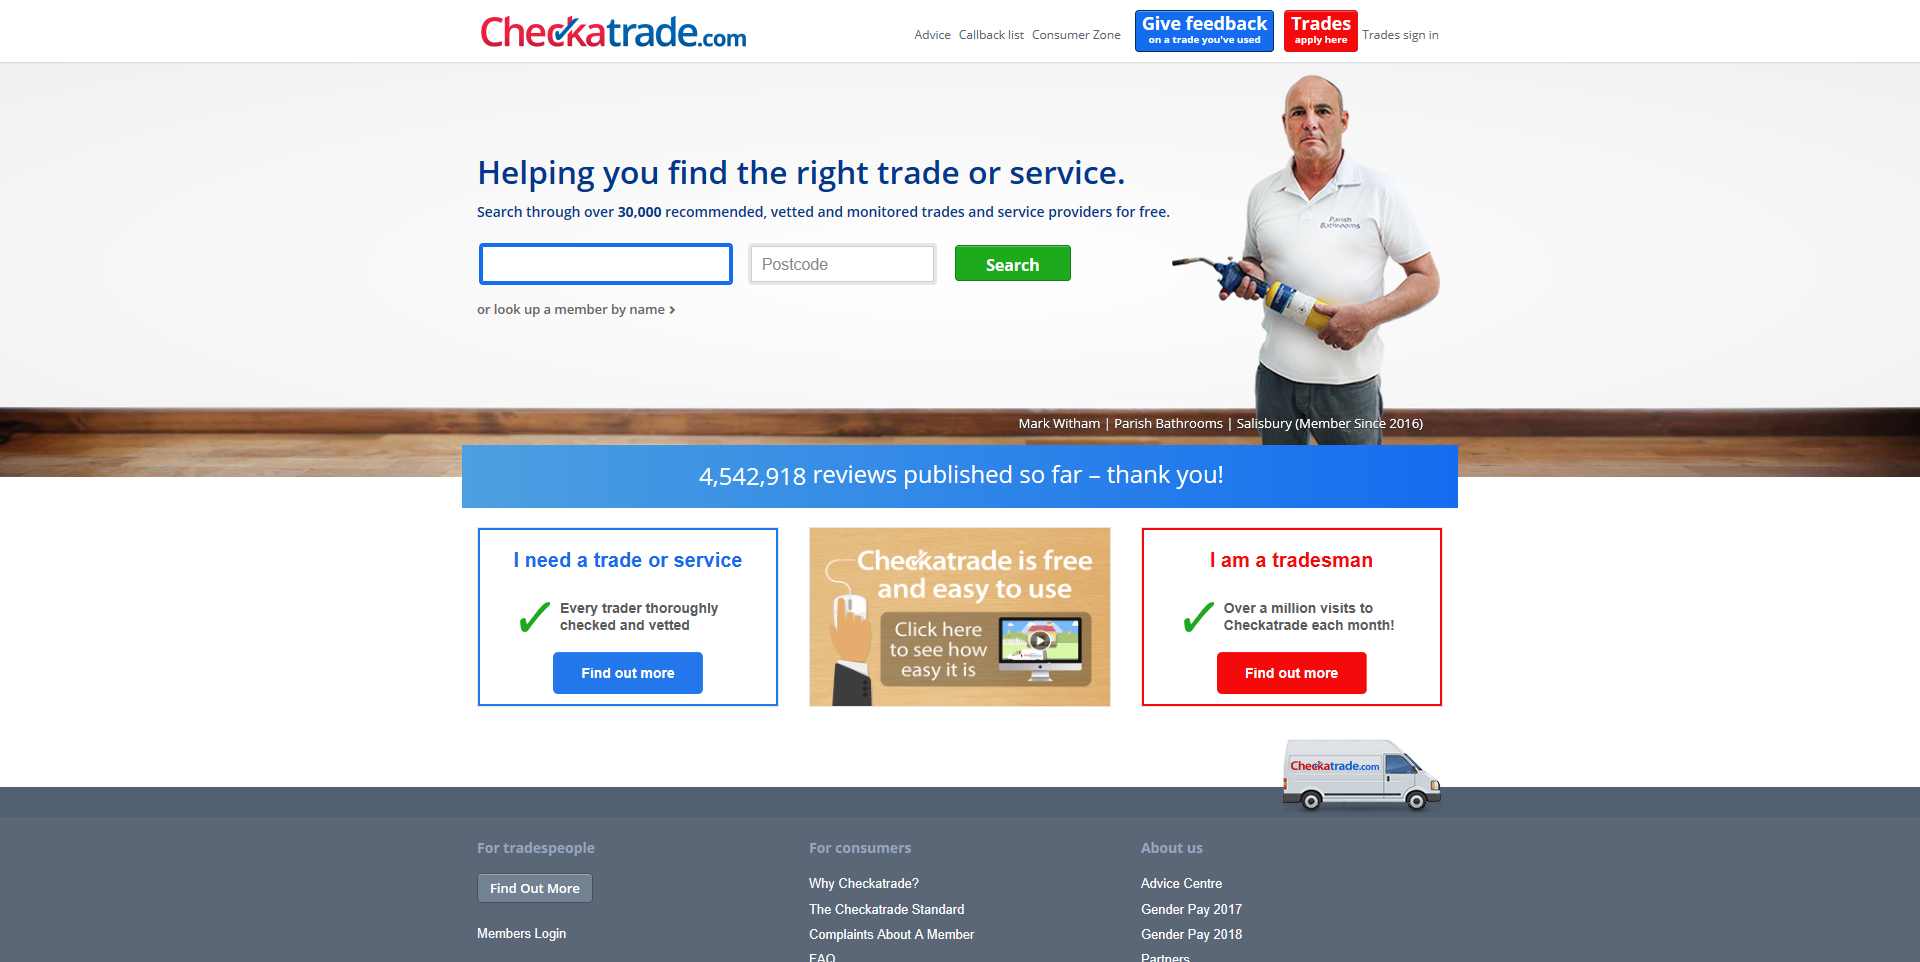 Checkatrade.com
Advice
Callback list
Consumer Zone
Give feedback
on a trade you've used
Trades
apply here
Trades sign in
Helping you find the right trade or service.
Search through over 30,000 recommended, vetted and monitored trades and service providers for free.
Postcode
Search
or look up a member by name
Parish
Bathrooms
Mark Witham | Parish Bathrooms | Salisbury (Member Since 2016)
4,542,918 reviews published so far – thank you!
I need a trade or service
Every trader thoroughly
checked and vetted
Find out more
Checkatrade is free
and easy to use
Click here
to see how
easy it is
I am a tradesman
Over a million visits to
Checkatrade each month!
Find out more
Checkatrade.com
For tradespeople
Find Out More
Members Login
For consumers
Why Checkatrade?
The Checkatrade Standard
Complaints About A Member
FAQ
About us
Advice Centre
Gender Pay 2017
Gender Pay 2018
Partners